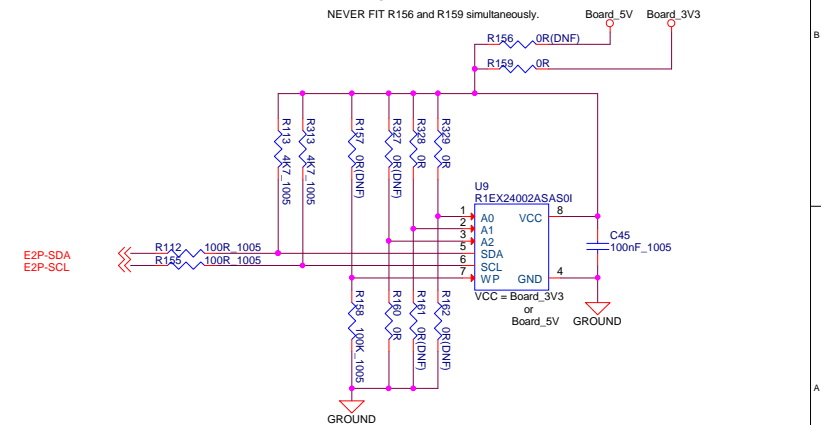 NEVER FIT R156 and R159 simultaneously.
Board_5V Board_3V3
R156 0R(DNF)
R159 0R
B
R113 4K7_1005
R313 4K7_1005
R157 0R(DNF)
R327 0R(DNF)
R328 0R
R329 0R
U9
R1EX24002ASAS0I
1 A0 VCC 8
2 A1
3 A2
5 SDA
6 SCL
7 WP GND 4
C45
100nF_1005
E2P-SDA R112 100R_1005
E2P-SCL R155 100R_1005
VCC = Board_3V3
or
Board_5V
GROUND
R158 100K_1005
R160 0R
R161 0R(DNF)
R162 0R(DNF)
GROUND
A